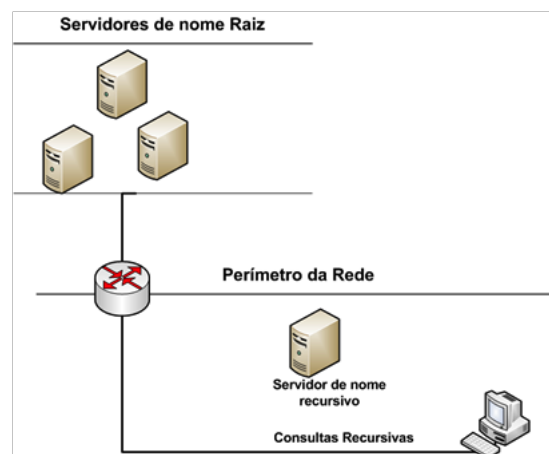 Servidores de nome Raiz
Perímetro da Rede
Servidor de nome
recursivo
Consultas Recursivas